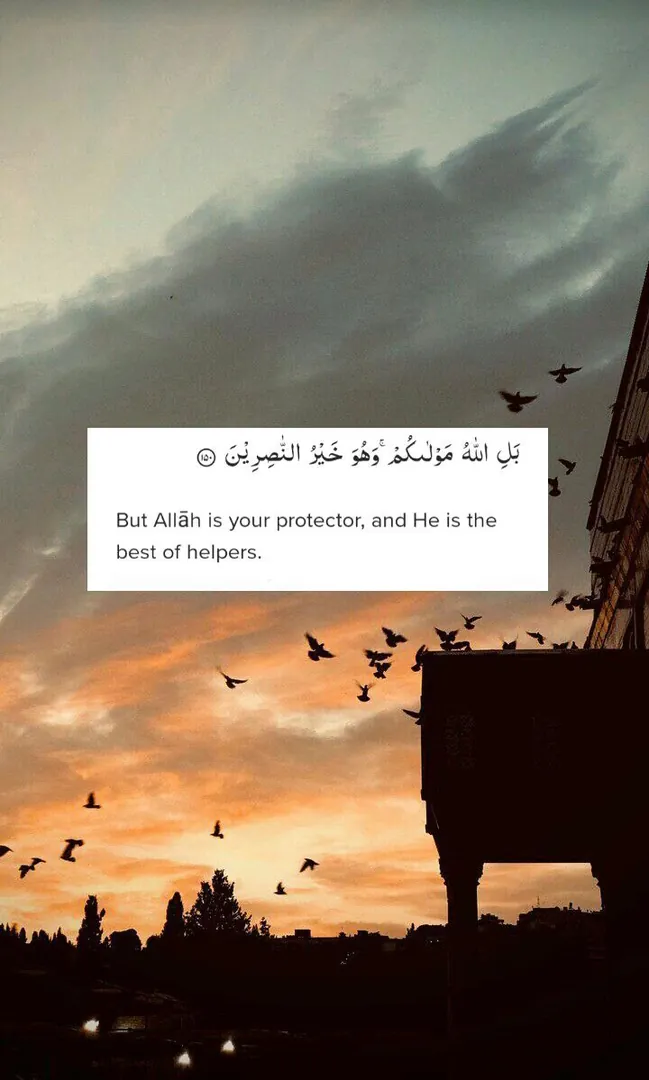 بَلِ اللّٰهُ مَوْلٰىكُمْ ۚوَهُوَ خَيْرُ النّٰصِرِيْنَ ۝١٥٠
But Allāh is your protector, and He is the
best of helpers.